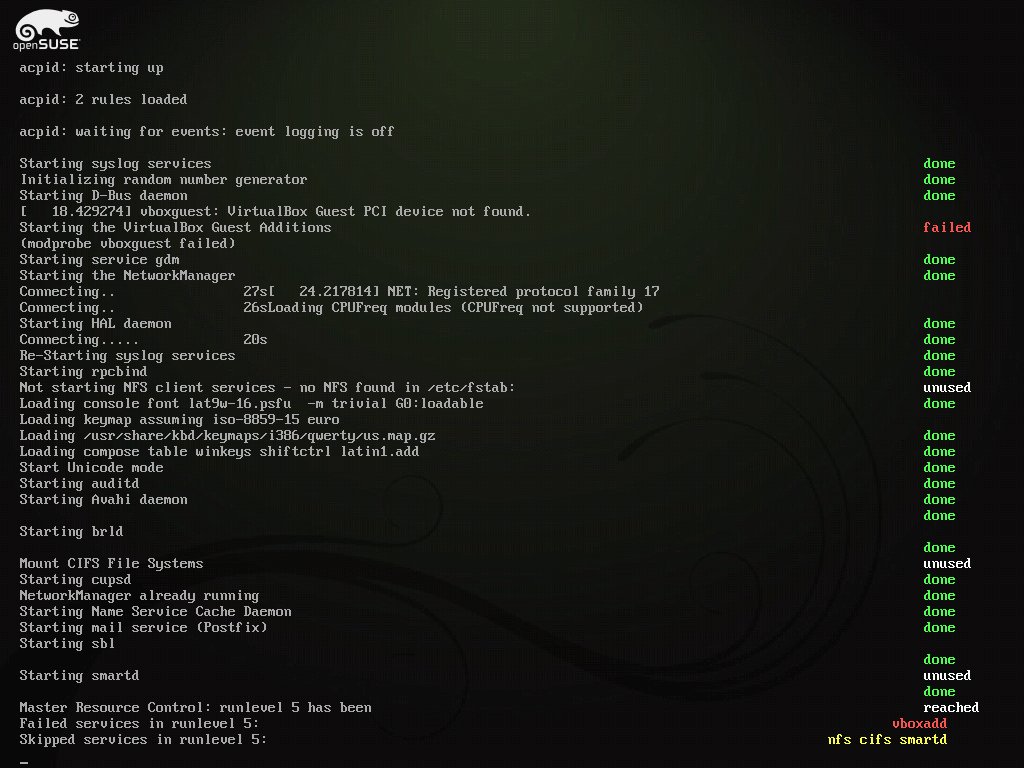 openSUSE
acpid: starting up
acpid: 2 rules loaded
acpid: waiting for events: event logging is off
Starting syslog services done
Initializing random number generator done
Starting D-Bus daemon done
[   18.429274] vboxguest: VirtualBox Guest PCI device not found.
Starting the VirtualBox Guest Additions failed
(modprobe vboxguest failed)
Starting service gdm done
Starting the NetworkManager done
Connecting..                27s[   24.217814] NET: Registered protocol family 17
Connecting..                26sLoading CPUFreq modules (CPUFreq not supported)
Starting HAL daemon done
Connecting.....             20s done
Re-Starting syslog services done
Starting rpcbind done
Not starting NFS client services - no NFS found in /etc/fstab: unused
Loading console font lat9w-16.psfu  -m trivial G0:loadable done
Loading keymap assuming iso-8859-15 euro
Loading /usr/share/kbd/keymaps/i386/qwerty/us.map.gz done
Loading compose table winkeys shiftctrl latin1.add done
Start Unicode mode done
Starting auditd done
Starting Avahi daemon done
done
Starting brld
done
Mount CIFS File Systems unused
Starting cupsd done
NetworkManager already running done
Starting Name Service Cache Daemon done
Starting mail service (Postfix) done
Starting sbl
done
Starting smartd unused
done
Master Resource Control: runlevel 5 has been reached
Failed services in runlevel 5: vboxadd
Skipped services in runlevel 5: nfs cifs smartd
_